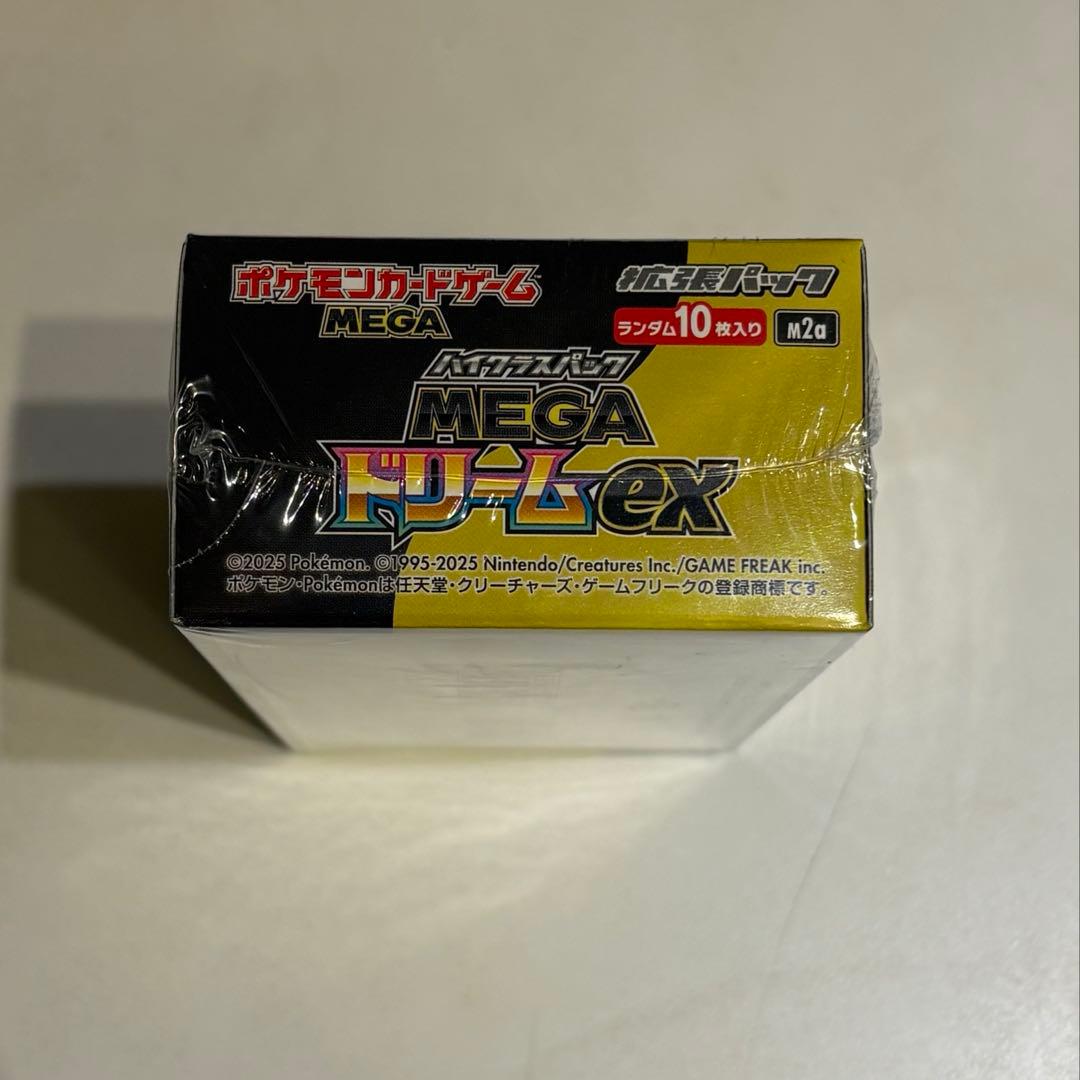 ポケモンカードゲーム™
MEGA
拡張パック
ランダム10枚入り
M2a
ハイクラスパック
MEGA
ドリームex
©2025 Pokémon. ©1995-2025 Nintendo/Creatures Inc./GAME FREAK inc.
ポケモン・Pokémonは任天堂・クリーチャーズ・ゲームフリークの登録商標です。